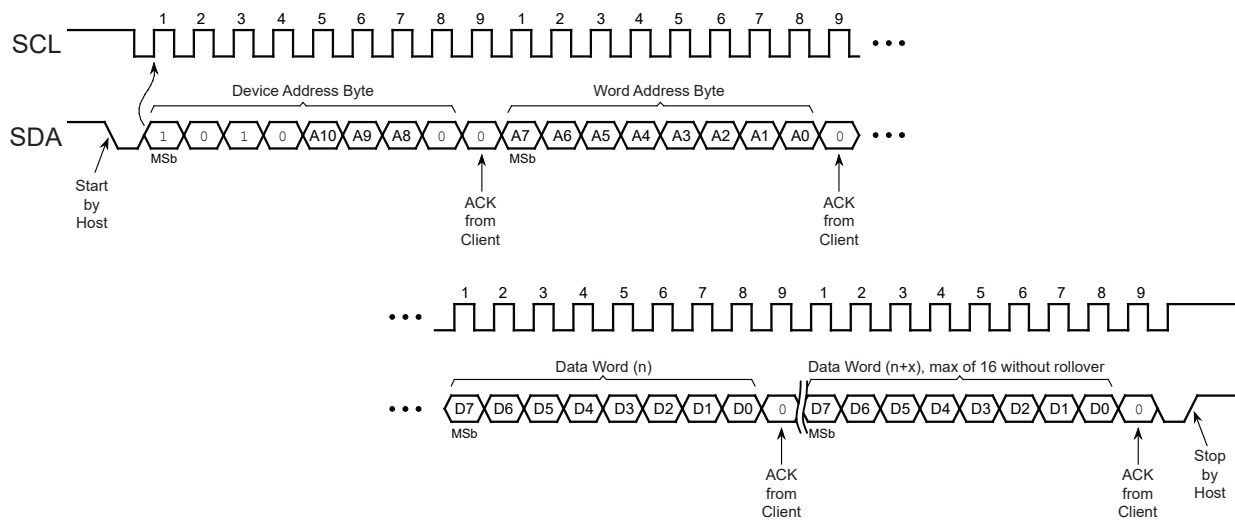 1 2 3 4 5 6 7 8 9 1 2 3 4 5 6 7 8 9
SCL
Device Address Byte Word Address Byte
SDA 1 0 1 0 A10 A9 A8 0 0 A7 A6 A5 A4 A3 A2 A1 A0 0
MSb MSb
Start
by
Host
ACK
from
Client
ACK
from
Client
1 2 3 4 5 6 7 8 9 1 2 3 4 5 6 7 8 9
Data Word (n) Data Word (n+x), max of 16 without rollover
D7 D6 D5 D4 D3 D2 D1 D0 0 D7 D6 D5 D4 D3 D2 D1 D0 0
MSb MSb
ACK
from
Client
ACK
from
Client
Stop
by
Host